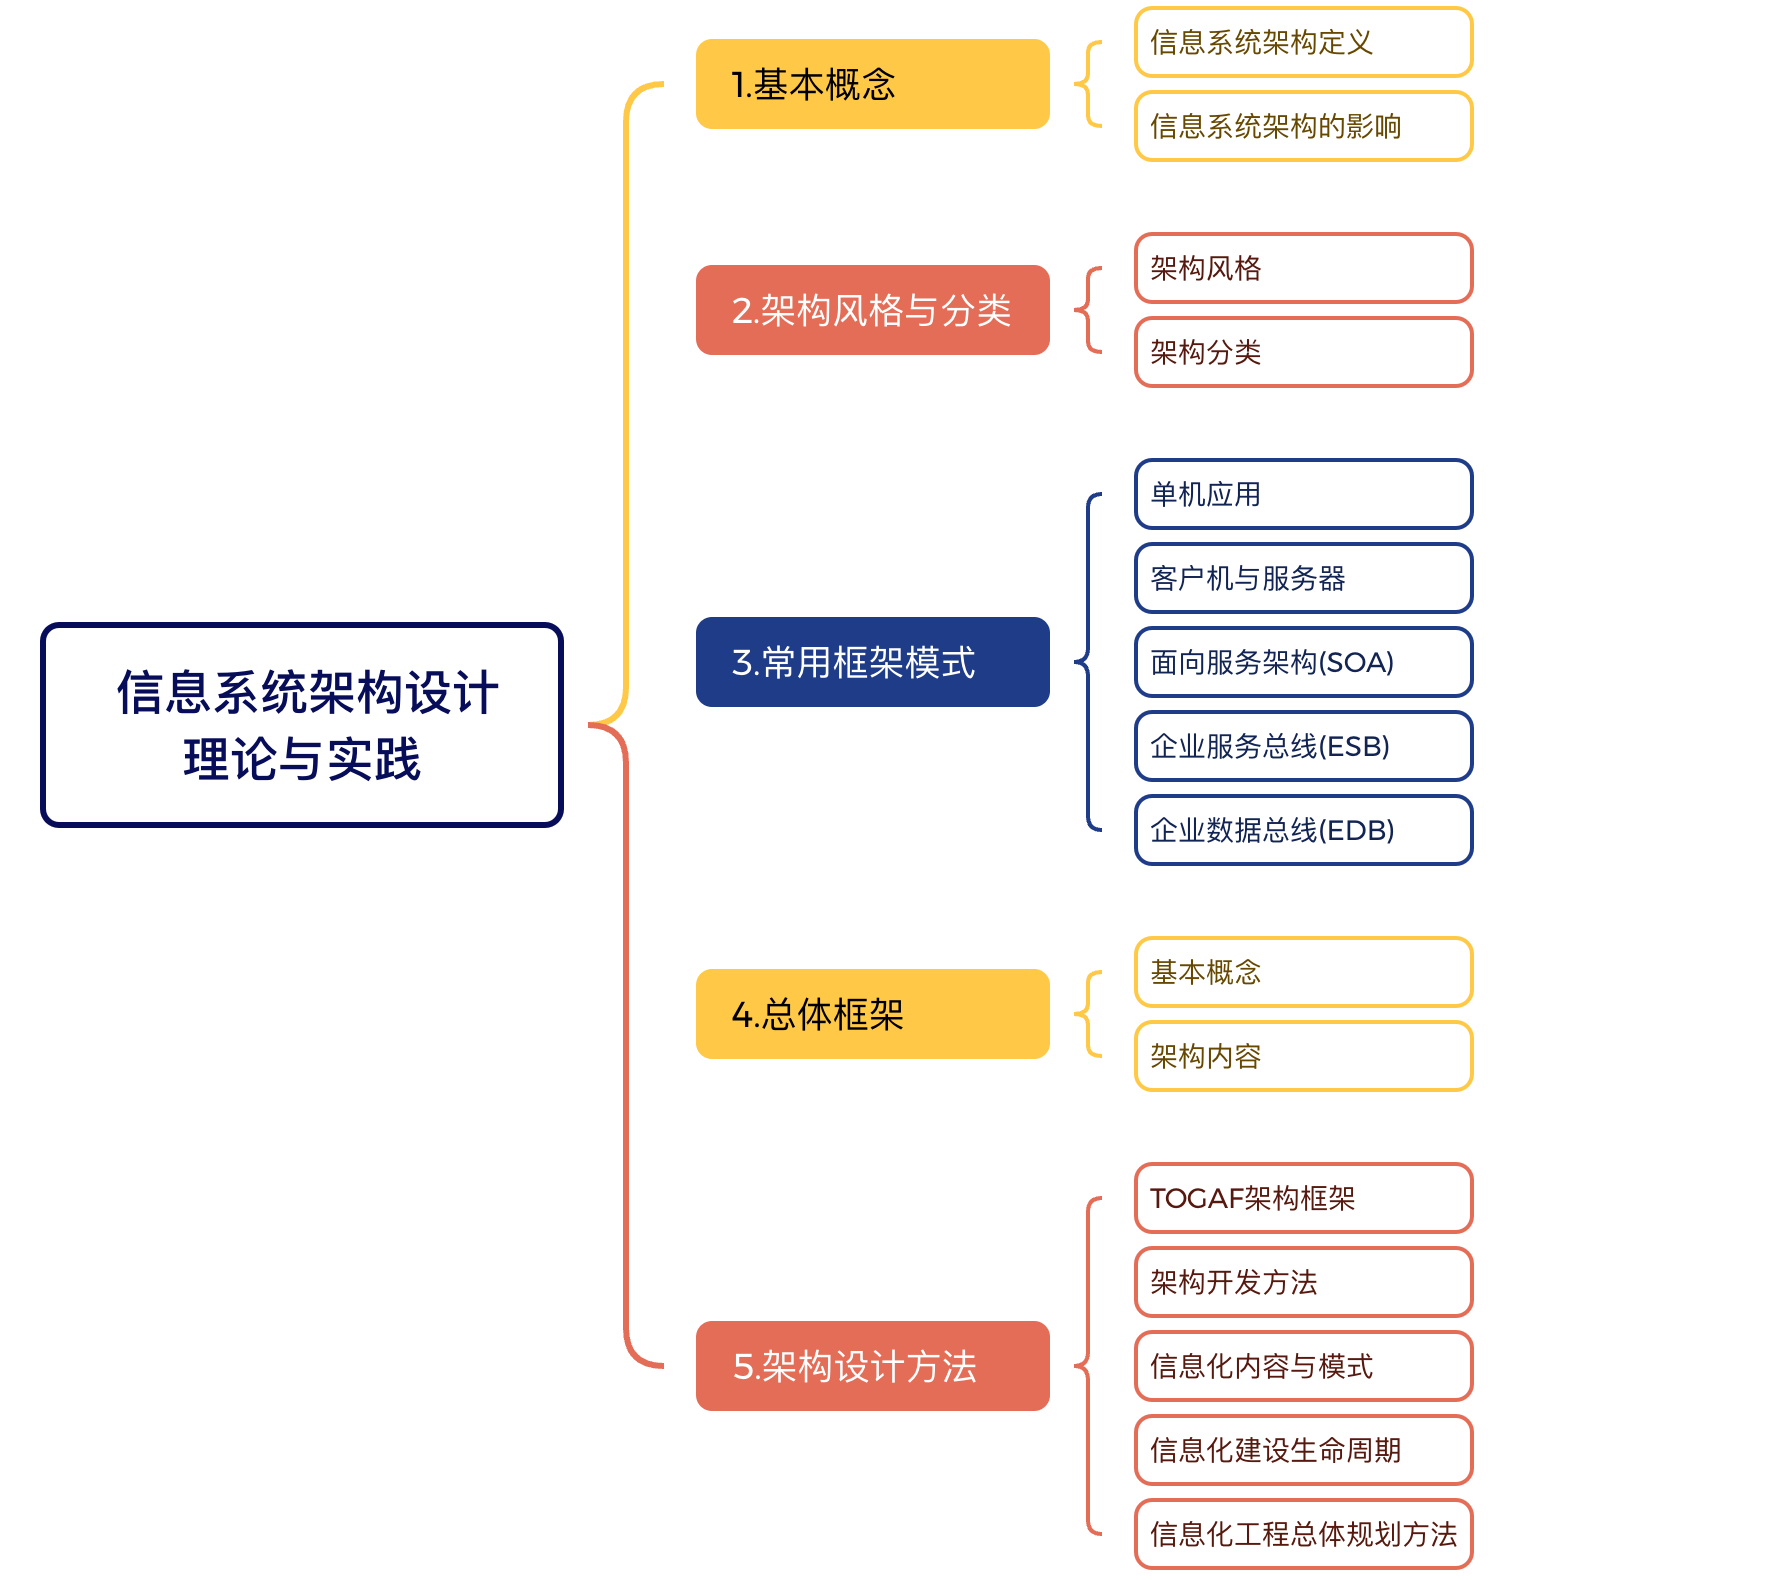 信息系统架构设计
理论与实践
1.基本概念
信息系统架构定义
信息系统架构的影响
2.架构风格与分类
架构风格
架构分类
3.常用框架模式
单机应用
客户机与服务器
面向服务架构(SOA)
企业服务总线(ESB)
企业数据总线(EDB)
4.总体框架
基本概念
架构内容
5.架构设计方法
TOGAF架构框架
架构开发方法
信息化内容与模式
信息化建设生命周期
信息化工程总体规划方法